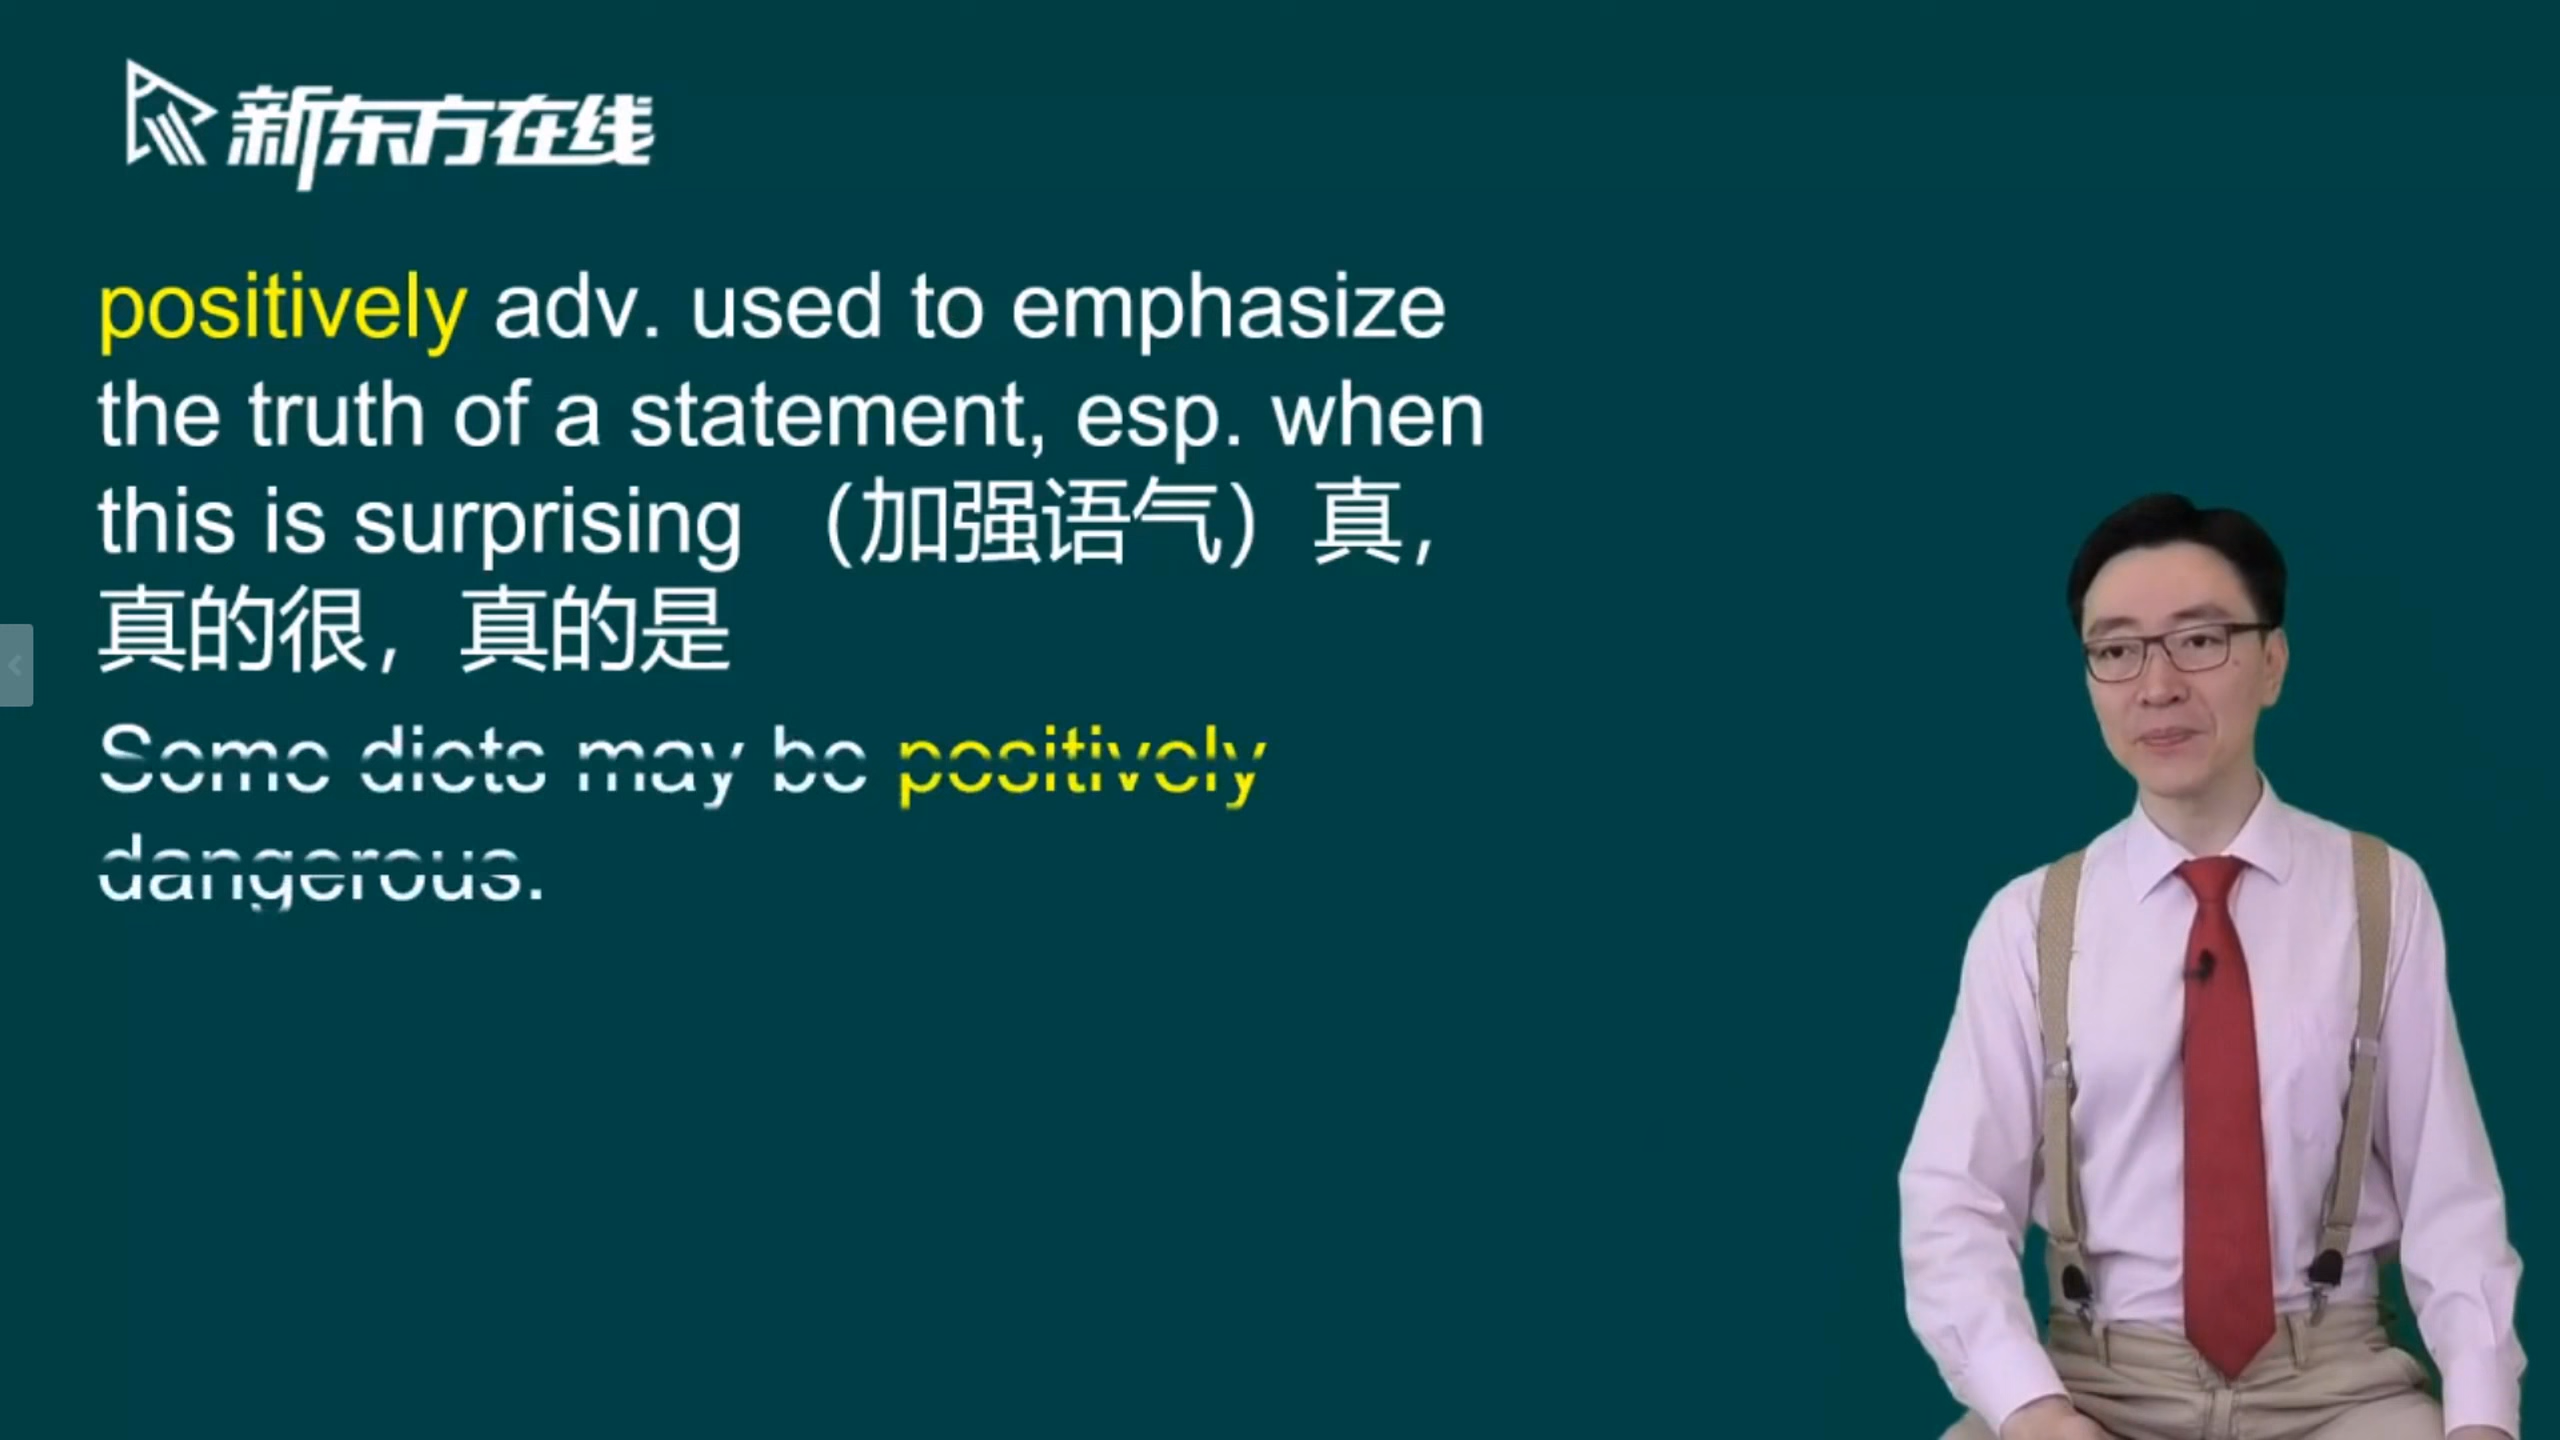 新东方在线
positively adv. used to emphasize
the truth of a statement, esp. when
this is surprising （加强语气）真，
真的很，真的是
Some diets may be positively
dangerous.